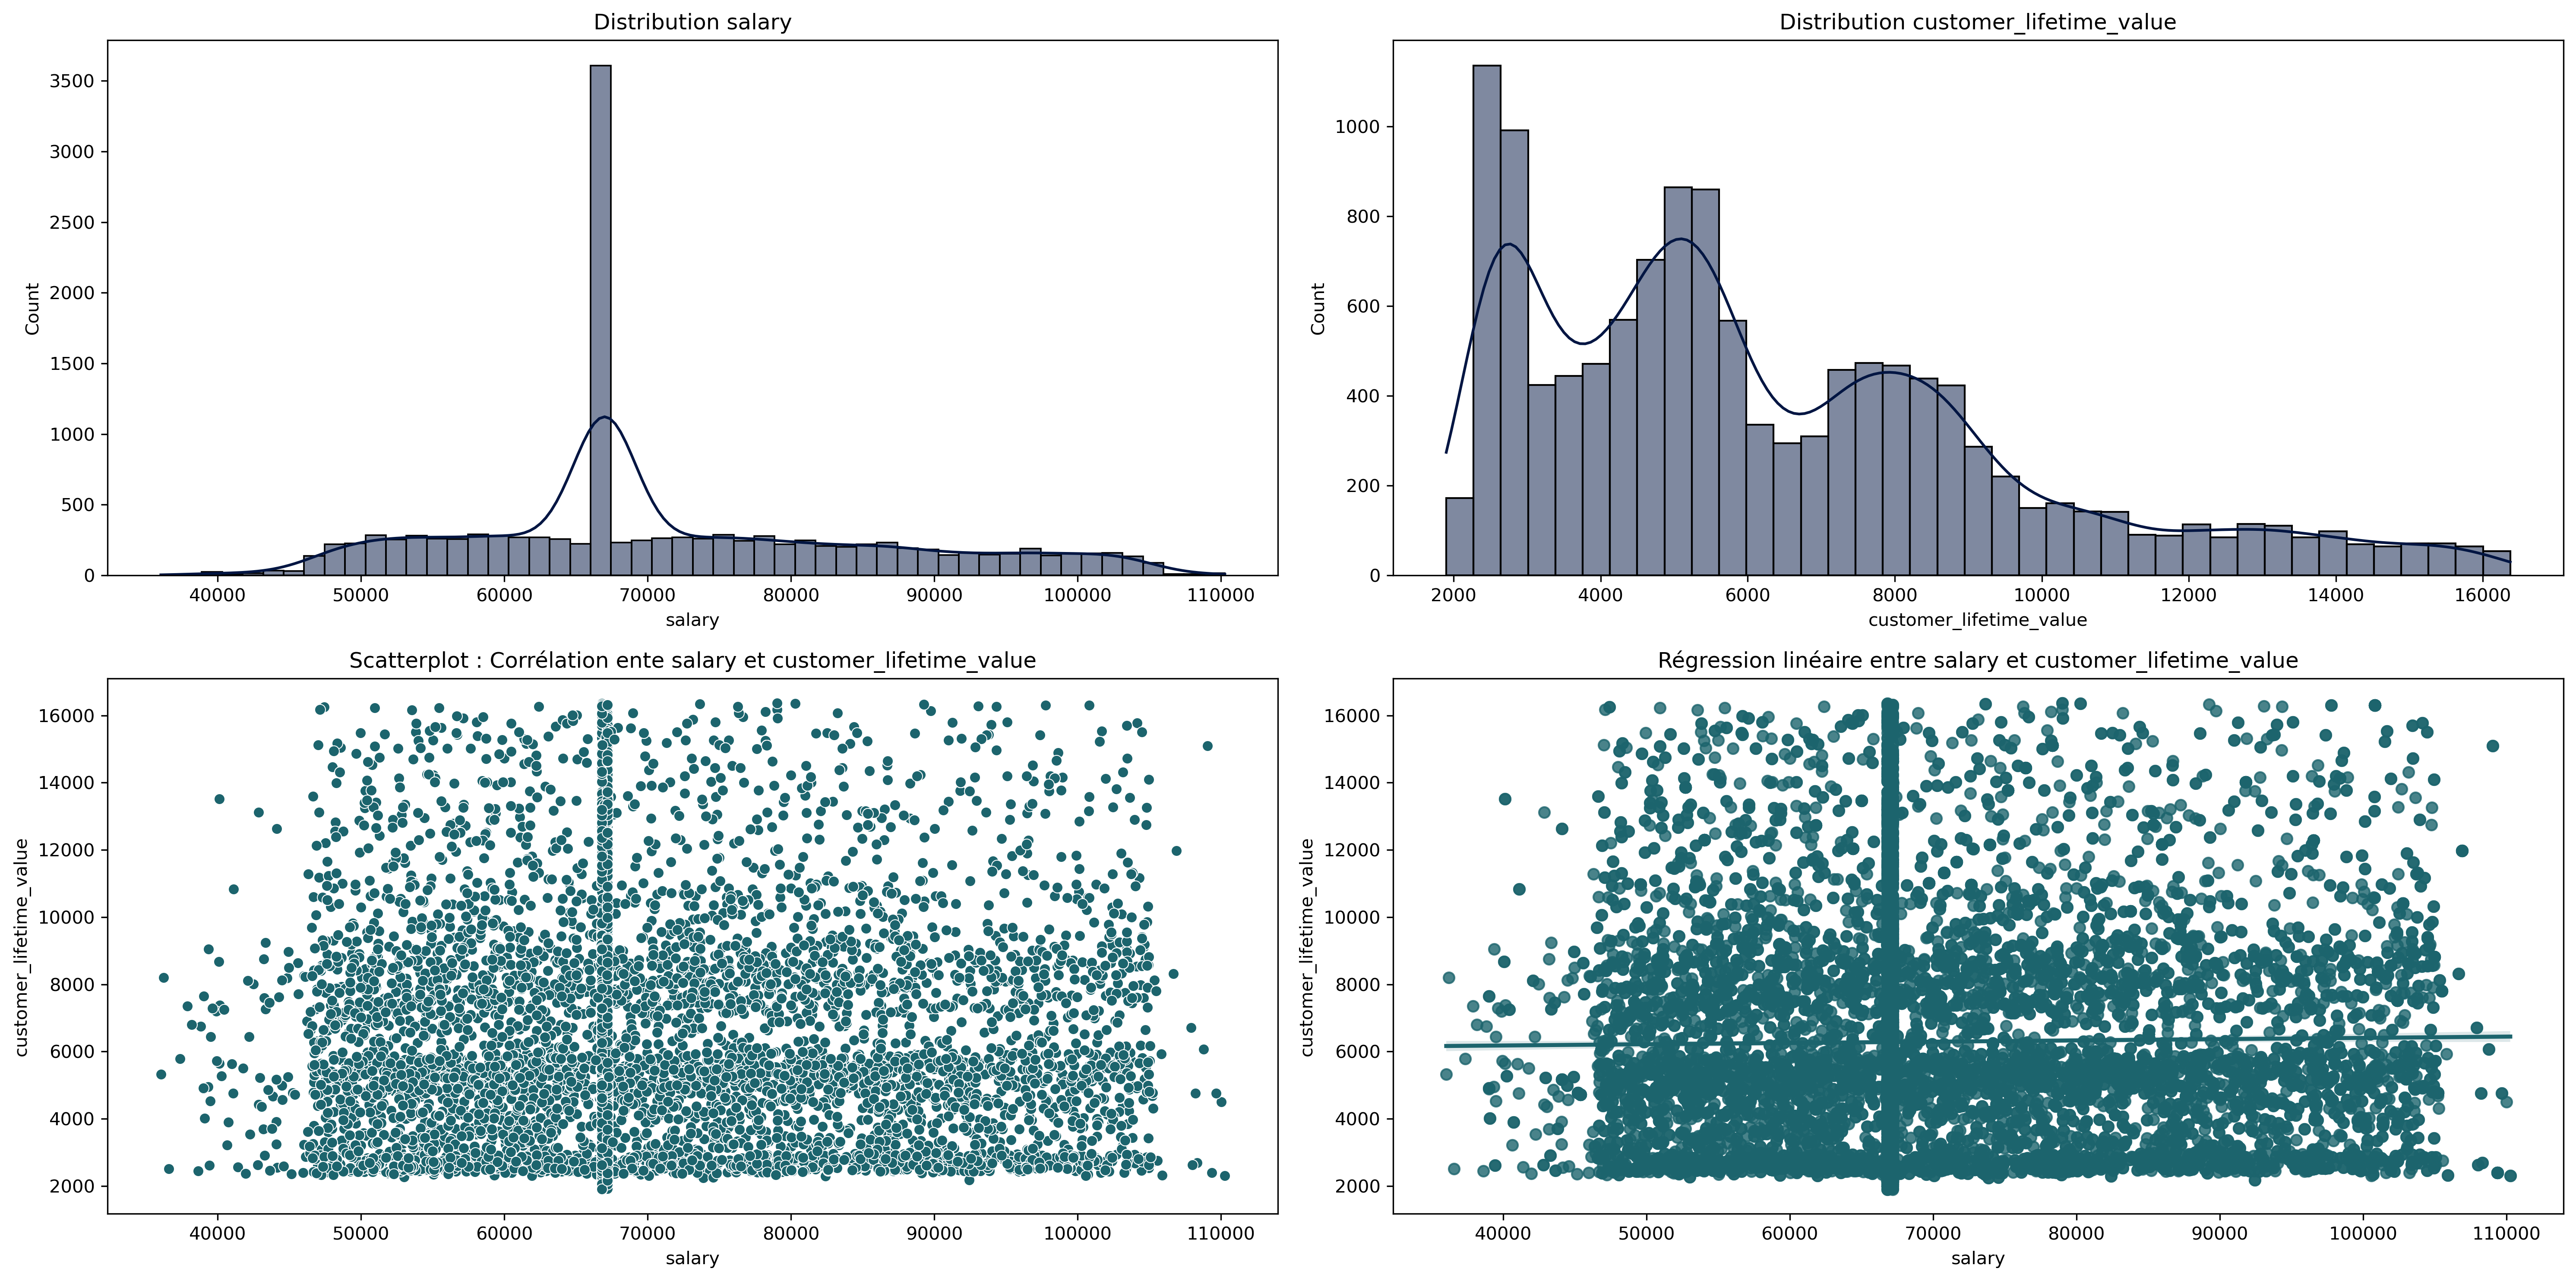 Distribution salary
3500
3000
2500
2000
1500
1000
500
0
Count
40000 50000 60000 70000 80000 90000 100000 110000
salary
Distribution customer_lifetime_value
1000
800
600
400
200
0
Count
2000 4000 6000 8000 10000 12000 14000 16000
customer_lifetime_value
Scatterplot : Corrélation ente salary et customer_lifetime_value
16000
14000
12000
10000
8000
6000
4000
2000
customer_lifetime_value
40000 50000 60000 70000 80000 90000 100000 110000
salary
Régression linéaire entre salary et customer_lifetime_value
16000
14000
12000
10000
8000
6000
4000
2000
customer_lifetime_value
40000 50000 60000 70000 80000 90000 100000 110000
salary